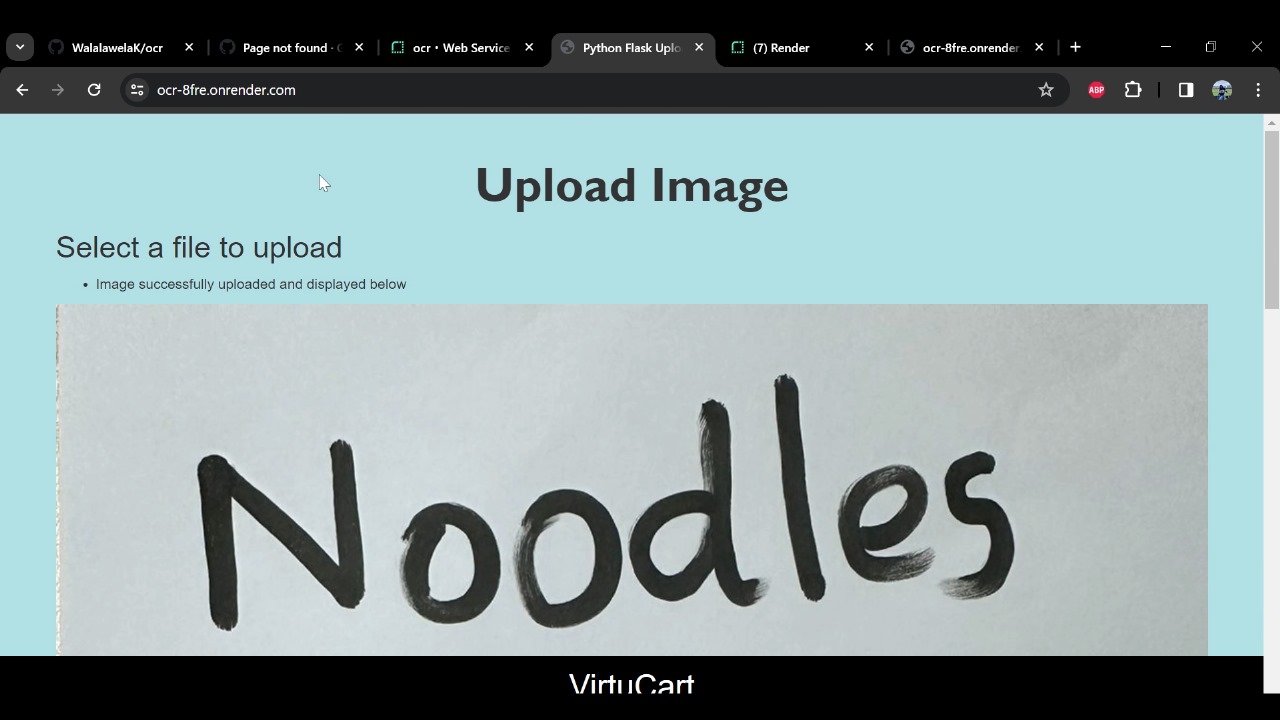 WalalawelaK/ocr
Page not found · G
ocr · Web Service
Python Flask Uplo
(7) Render
ocr-8fre.onrender
ocr-8fre.onrender.com
ABP
Upload Image
Select a file to upload
Image successfully uploaded and displayed below
Noodles
VirtuCart